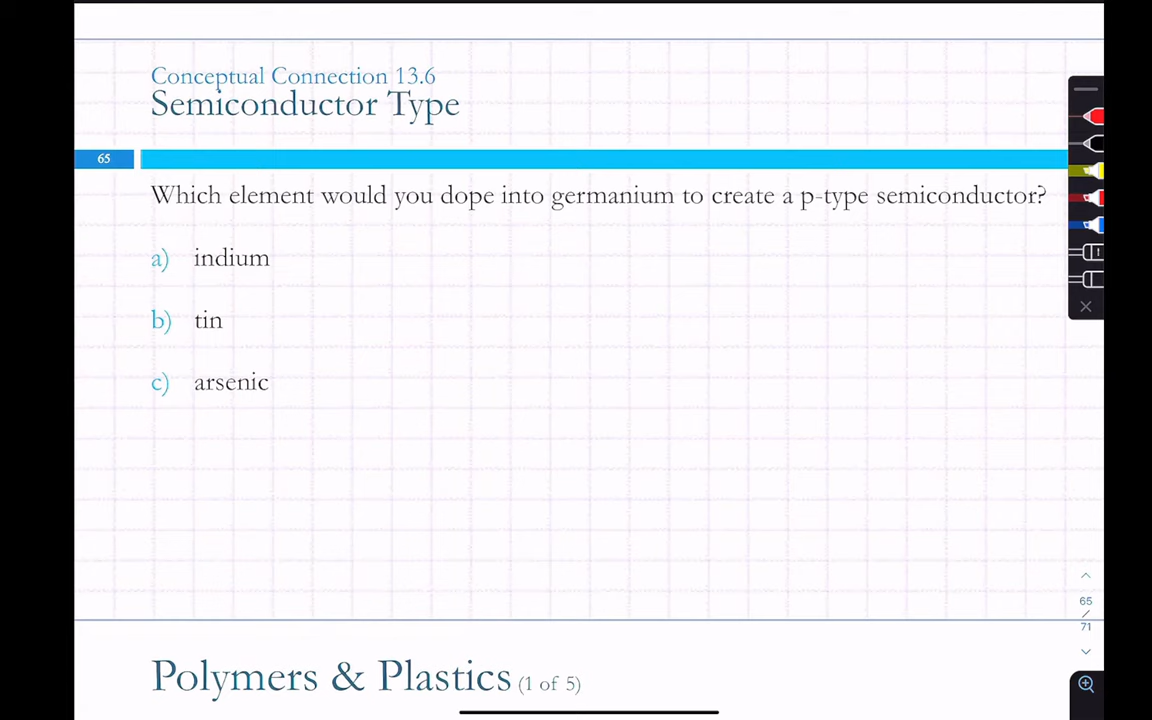 Conceptual Connection 13.6
Semiconductor Type
65
Which element would you dope into germanium to create a p-type semiconductor?
a) indium
b) tin
c) arsenic
65
/
71
Polymers & Plastics (1 of 5)